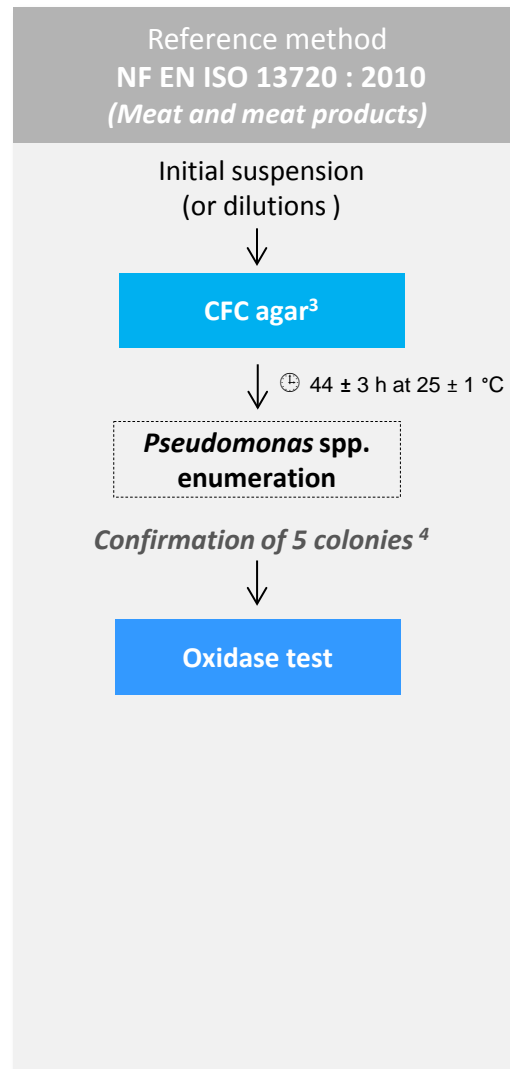 Reference method
NF EN ISO 13720 : 2010
(Meat and meat products)
Initial suspension
(or dilutions )
CFC agar³
44 ± 3 h at 25 ± 1 °C
Pseudomonas spp.
enumeration
Confirmation of 5 colonies ⁴
Oxidase test